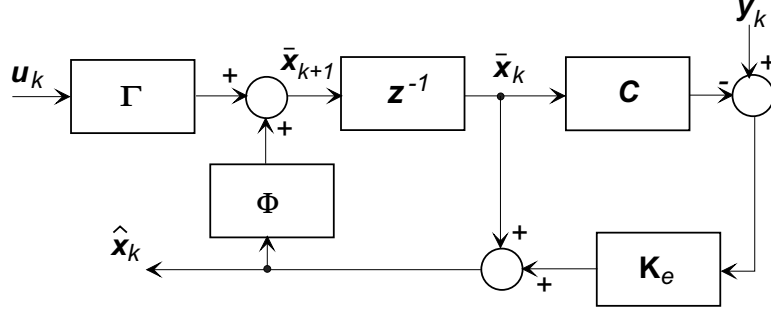 y_k
u_k
Γ
+
x̄_{k+1}
z^{-1}
x̄_k
C
-
+
+
Φ
x̂_k
+
+
K_e